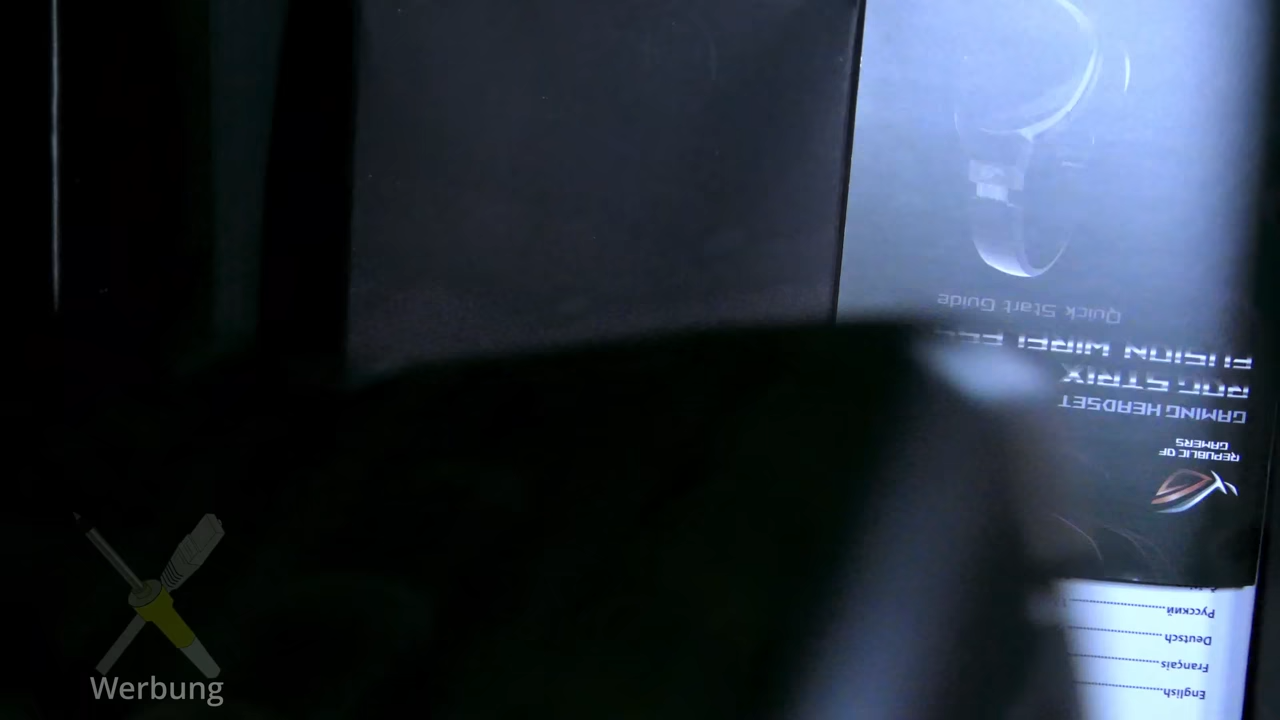 English
Français
Deutsch
Русский
REPUBLIC OF
GAMERS
GAMING HEADSET
ROG STRIX
FUSION WIRELESS
Quick Start Guide
Werbung